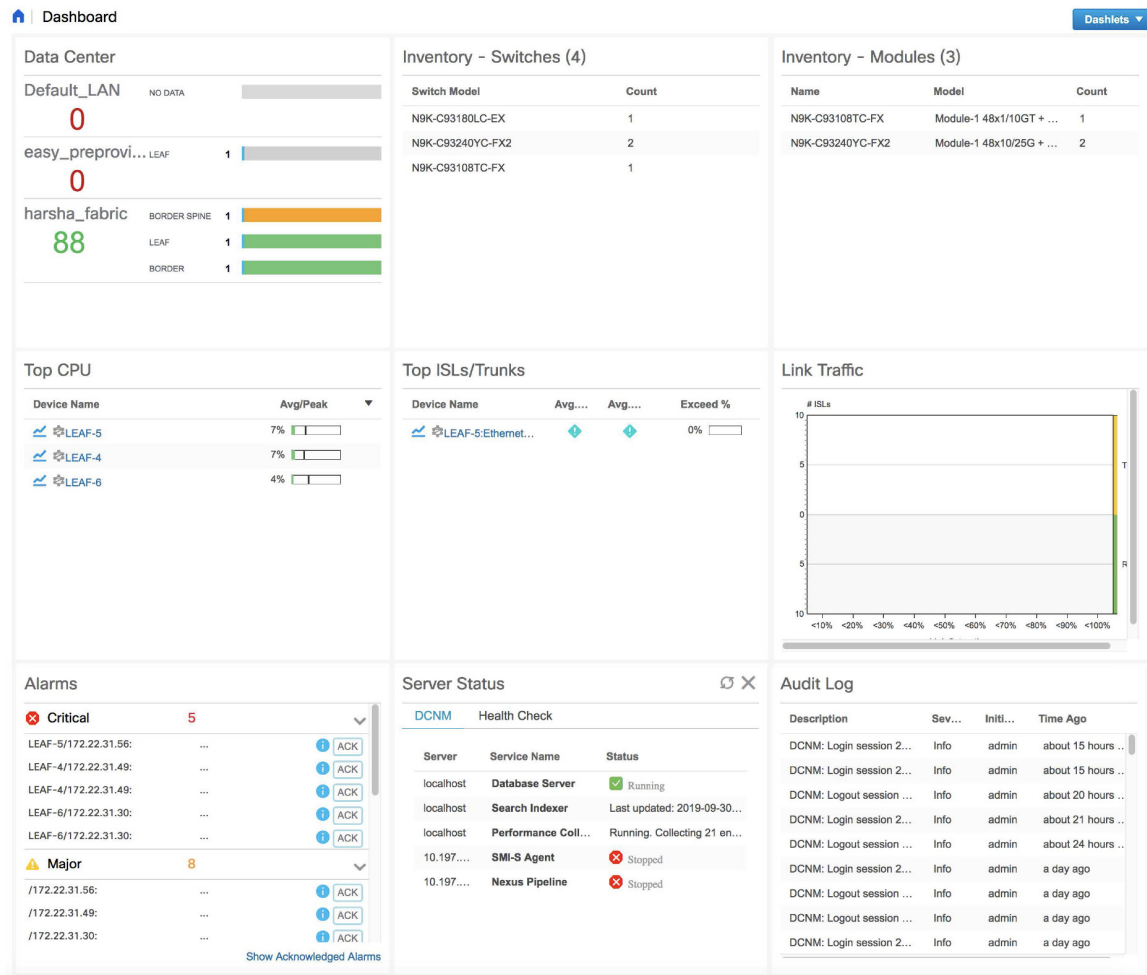 Dashboard
Dashlets
Data Center
Default_LAN NO DATA
0
easy_preprovi... LEAF 1
0
harsha_fabric BORDER SPINE 1
88 LEAF 1
BORDER 1
Inventory - Switches (4)
Switch Model Count
N9K-C93180LC-EX 1
N9K-C93240YC-FX2 2
N9K-C93108TC-FX 1
Inventory - Modules (3)
Name Model Count
N9K-C93108TC-FX Module-1 48x1/10GT + ... 1
N9K-C93240YC-FX2 Module-1 48x10/25G + ... 2
Top CPU
Device Name Avg/Peak
LEAF-5 7%
LEAF-4 7%
LEAF-6 4%
Top ISLs/Trunks
Device Name Avg.... Avg.... Exceed %
LEAF-5:Ethernet... 0%
Link Traffic
# ISLs
10
5 T
0
5 R
10
<10% <20% <30% <40% <50% <60% <70% <80% <90% <100%
Alarms
Critical 5
LEAF-5/172.22.31.56: ... ACK
LEAF-4/172.22.31.49: ... ACK
LEAF-4/172.22.31.49: ... ACK
LEAF-6/172.22.31.30: ... ACK
LEAF-6/172.22.31.30: ... ACK
Major 8
/172.22.31.56: ... ACK
/172.22.31.49: ... ACK
/172.22.31.30: ... ACK
Show Acknowledged Alarms
Server Status
DCNM Health Check
Server Service Name Status
localhost Database Server Running
localhost Search Indexer Last updated: 2019-09-30...
localhost Performance Coll... Running. Collecting 21 en...
10.197.... SMI-S Agent Stopped
10.197.... Nexus Pipeline Stopped
Audit Log
Description Sev... Initi... Time Ago
DCNM: Login session 2... Info admin about 15 hours ..
DCNM: Login session 2... Info admin about 15 hours ..
DCNM: Logout session ... Info admin about 20 hours ..
DCNM: Login session 2... Info admin about 21 hours ..
DCNM: Logout session ... Info admin about 24 hours ..
DCNM: Login session 2... Info admin a day ago
DCNM: Logout session ... Info admin a day ago
DCNM: Logout session ... Info admin a day ago
DCNM: Login session 2... Info admin a day ago